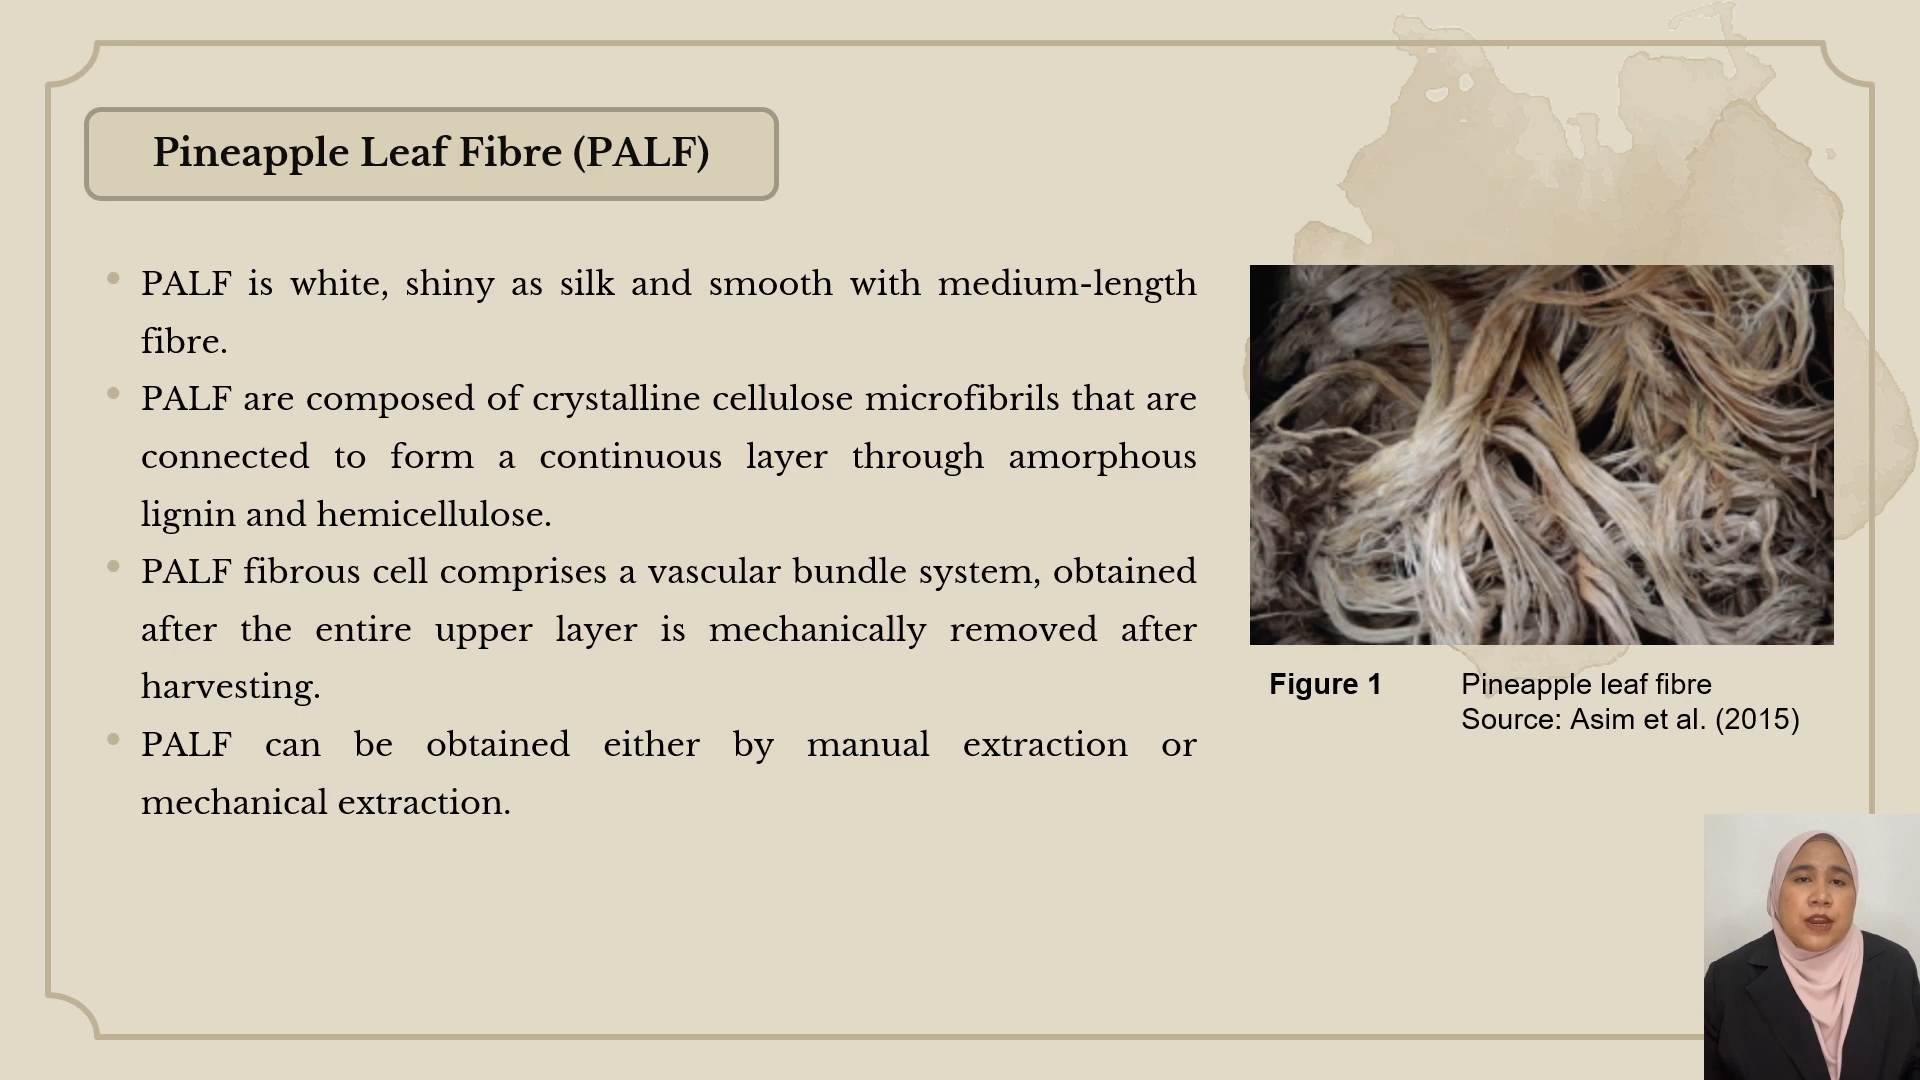 Pineapple Leaf Fibre (PALF)
PALF is white, shiny as silk and smooth with medium-length
fibre.
PALF are composed of crystalline cellulose microfibrils that are
connected to form a continuous layer through amorphous
lignin and hemicellulose.
PALF fibrous cell comprises a vascular bundle system, obtained
after the entire upper layer is mechanically removed after
harvesting.
PALF can be obtained either by manual extraction or
mechanical extraction.
Figure 1 Pineapple leaf fibre
Source: Asim et al. (2015)